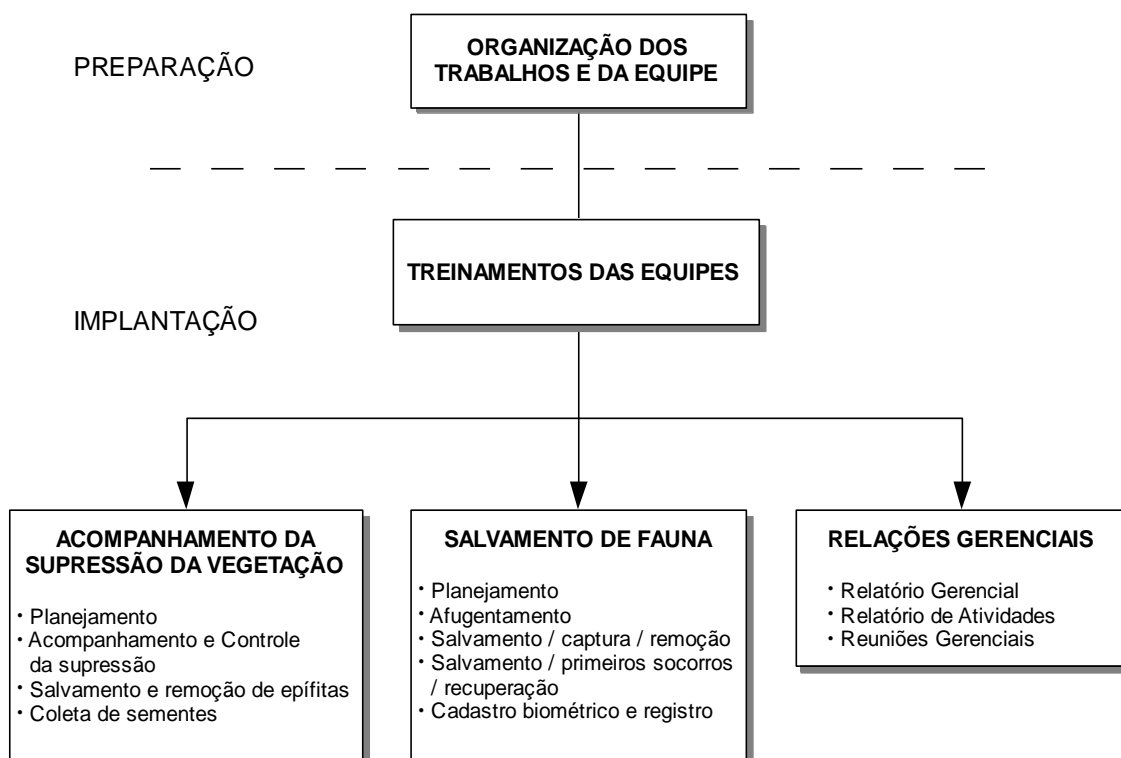 PREPARAÇÃO
ORGANIZAÇÃO DOS
TRABALHOS E DA EQUIPE
TREINAMENTOS DAS EQUIPES
IMPLANTAÇÃO
ACOMPANHAMENTO DA
SUPRESSÃO DA VEGETAÇÃO
• Planejamento
• Acompanhamento e Controle
da supressão
• Salvamento e remoção de epífitas
• Coleta de sementes
SALVAMENTO DE FAUNA
• Planejamento
• Afugentamento
• Salvamento / captura / remoção
• Salvamento / primeiros socorros
/ recuperação
• Cadastro biométrico e registro
RELAÇÕES GERENCIAIS
• Relatório Gerencial
• Relatório de Atividades
• Reuniões Gerenciais